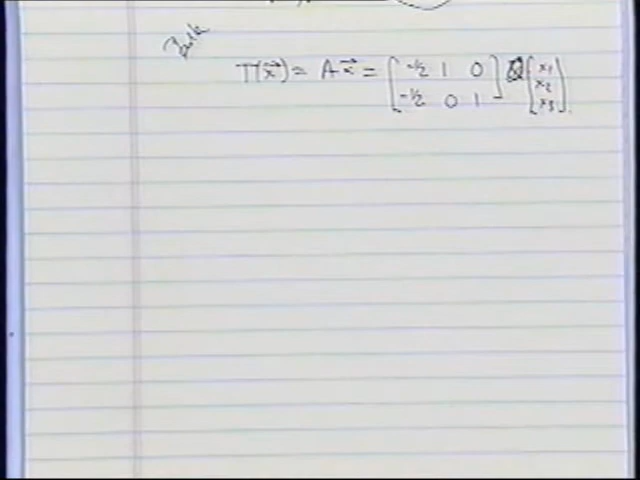 T(x⃗) = Ax⃗ = [ -1/2 1 0 ] [ x1
[ -1/2 0 1 ] x2
x3 ]